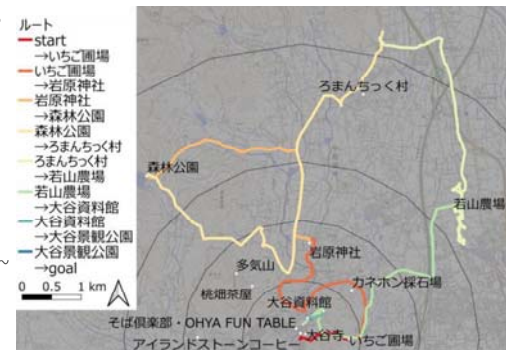 ルート
start
→いちご圃場
いちご圃場
→岩原神社
岩原神社
→森林公園
森林公園
→ろまんちっく村
ろまんちっく村
→若山農場
若山農場
→大谷資料館
大谷資料館
→大谷景観公園
大谷景観公園
→goal
0 0.5 1 km
ろまんちっく村
森林公園
若山農場
岩原神社
多気山
カネホン採石場
桃畑茶屋
大谷資料館
そば倶楽部・OHYA FUN TABLE
大谷寺
いちご圃場
アイランドストーンコーヒー